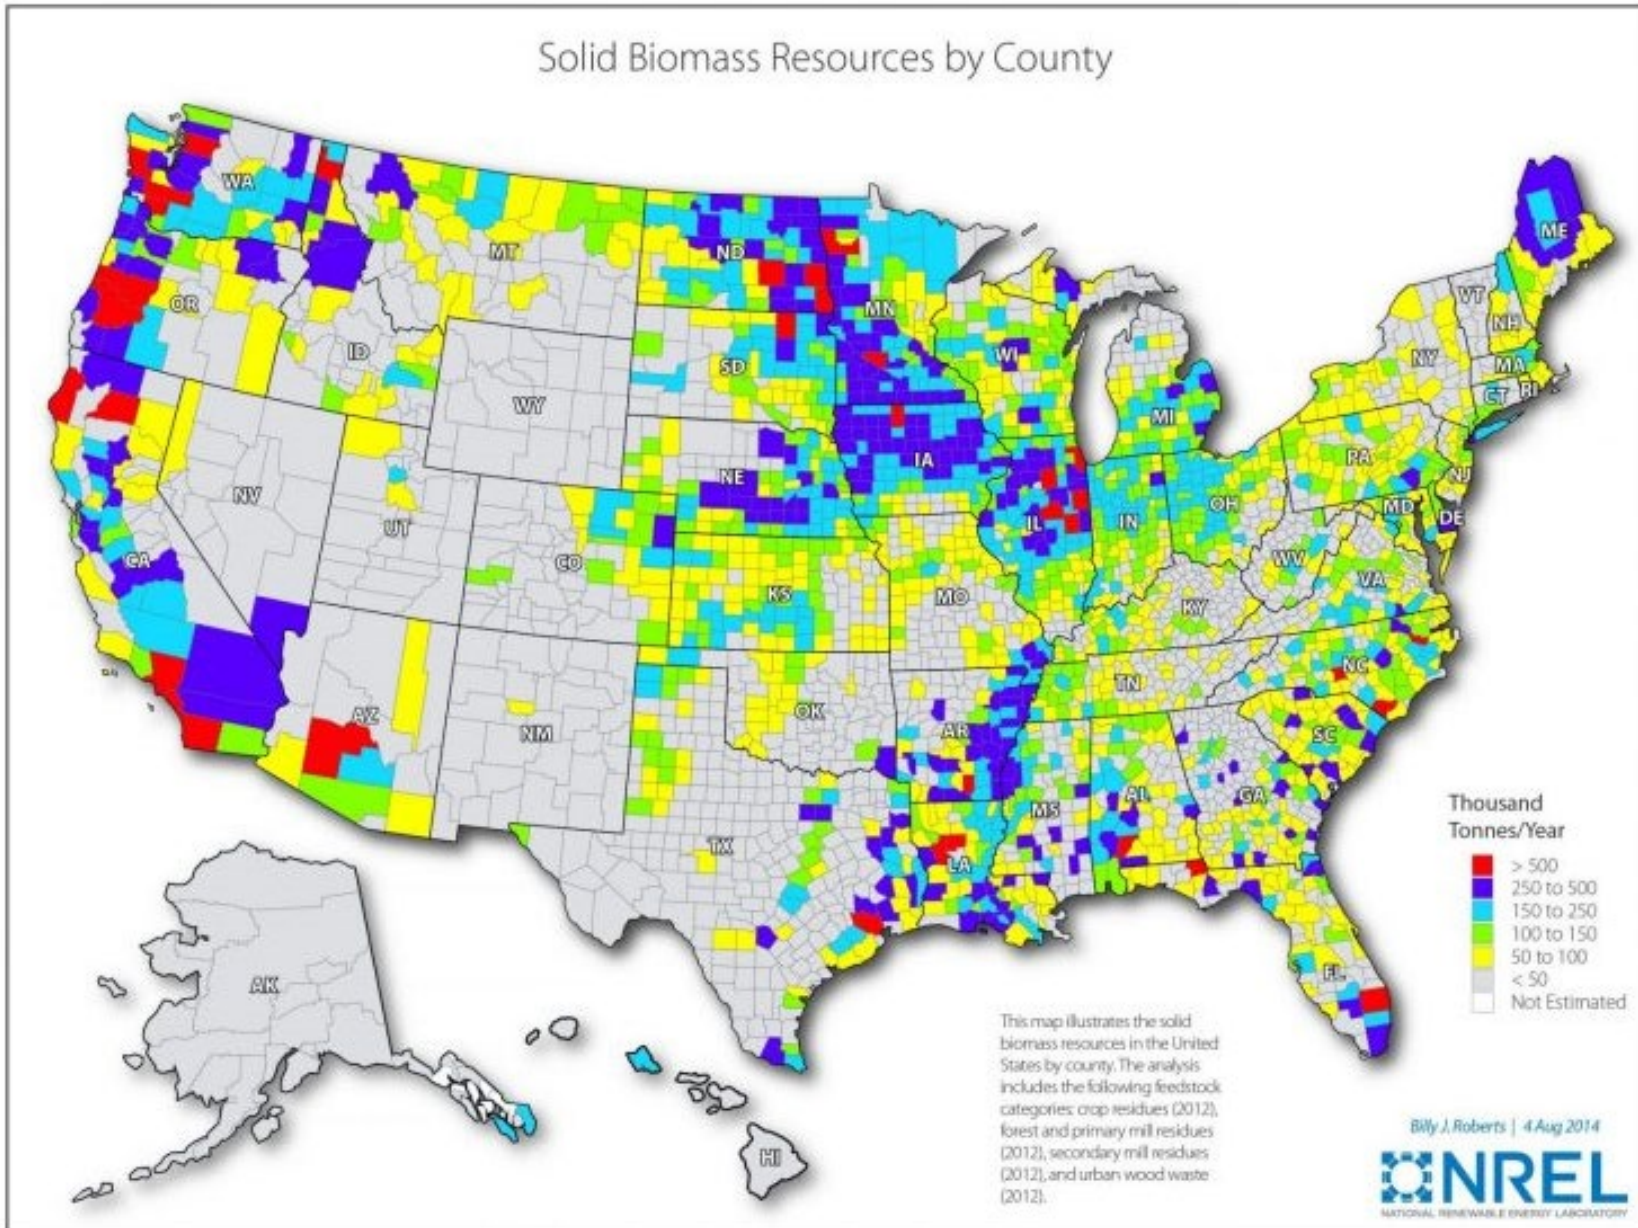 Solid Biomass Resources by County
WA
MT
ND
MN
ME
OR
ID
SD
WI
VT
NH
NY
MA
CT RI
WY
MI
IA
NE
PA
NJ
NV
UT
CO
IL
IN
OH
MD
DE
WV
CA
KS
MO
KY
VA
AZ
NM
OK
AR
TN
NC
SC
MS
AL
GA
TX
LA
FL
AK
HI
Thousand
Tonnes/Year
> 500
250 to 500
150 to 250
100 to 150
50 to 100
< 50
Not Estimated
This map illustrates the solid
biomass resources in the United
States by county. The analysis
includes the following feedstock
categories: crop residues (2012),
forest and primary mill residues
(2012), secondary mill residues
(2012), and urban wood waste
(2012).
Billy J. Roberts | 4 Aug 2014
NREL
NATIONAL RENEWABLE ENERGY LABORATORY